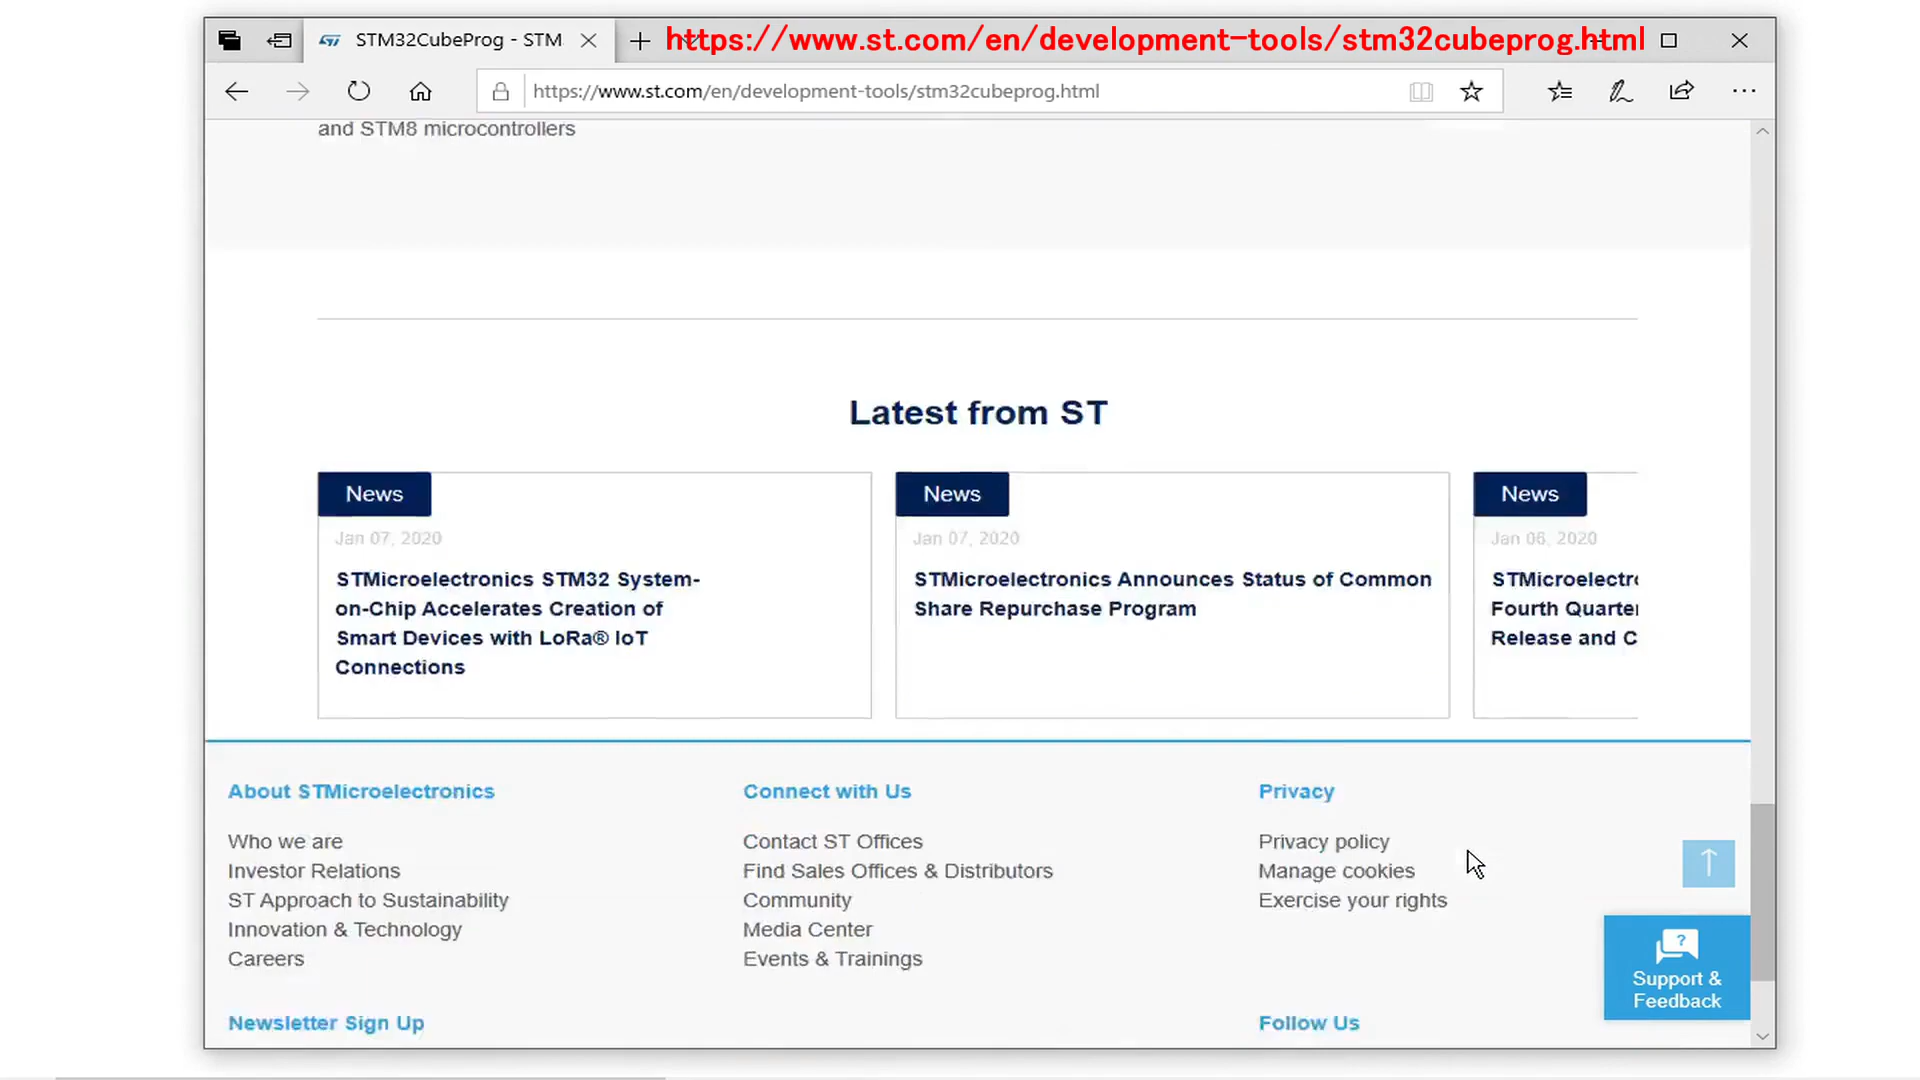 STM32CubeProg - STM
https://www.st.com/en/development-tools/stm32cubeprog.html
https://www.st.com/en/development-tools/stm32cubeprog.html
and STM8 microcontrollers
Latest from ST
News
Jan 07, 2020
STMicroelectronics STM32 System-
on-Chip Accelerates Creation of
Smart Devices with LoRa® IoT
Connections
News
Jan 07, 2020
STMicroelectronics Announces Status of Common
Share Repurchase Program
News
Jan 06, 2020
STMicroelectr
Fourth Quarter
Release and C
About STMicroelectronics
Who we are
Investor Relations
ST Approach to Sustainability
Innovation & Technology
Careers
Connect with Us
Contact ST Offices
Find Sales Offices & Distributors
Community
Media Center
Events & Trainings
Privacy
Privacy policy
Manage cookies
Exercise your rights
Support &
Feedback
Newsletter Sign Up
Follow Us